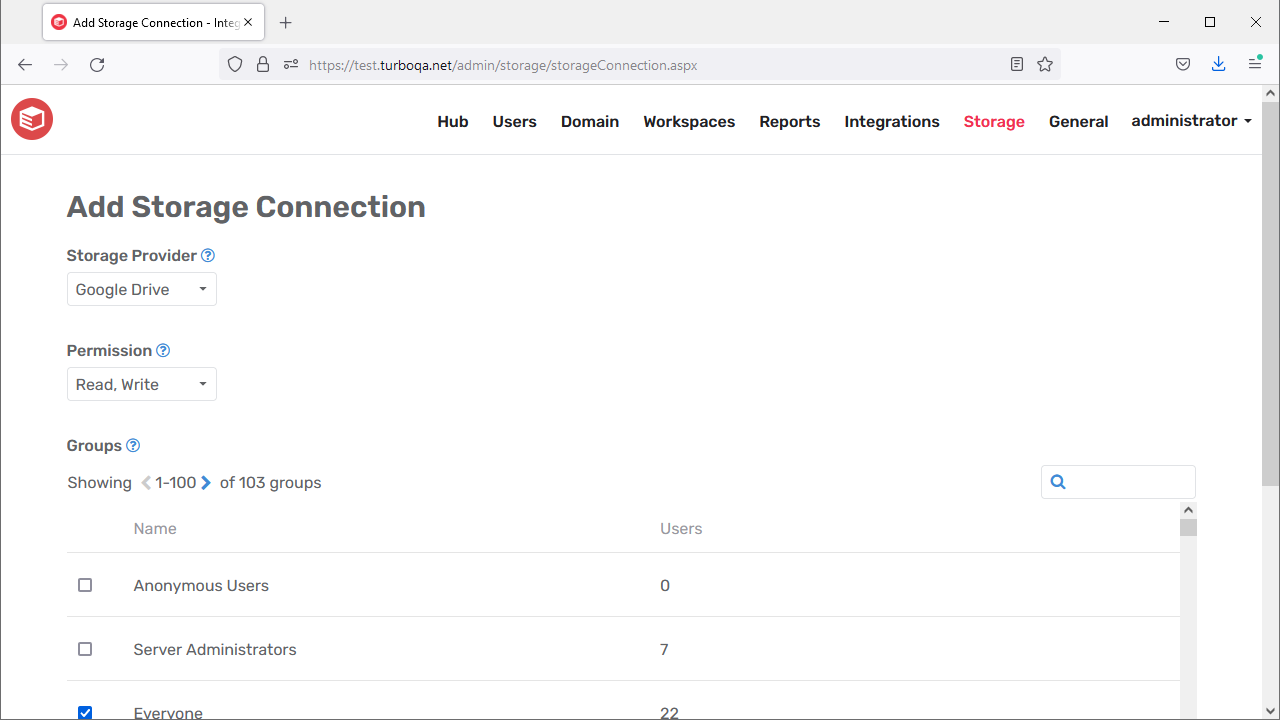 Add Storage Connection - Integ
https://test.turboqa.net/admin/storage/storageConnection.aspx
Hub Users Domain Workspaces Reports Integrations Storage General administrator
Add Storage Connection
Storage Provider
Google Drive
Permission
Read, Write
Groups
Showing 1-100 of 103 groups
Name Users
Anonymous Users 0
Server Administrators 7
Everyone 22